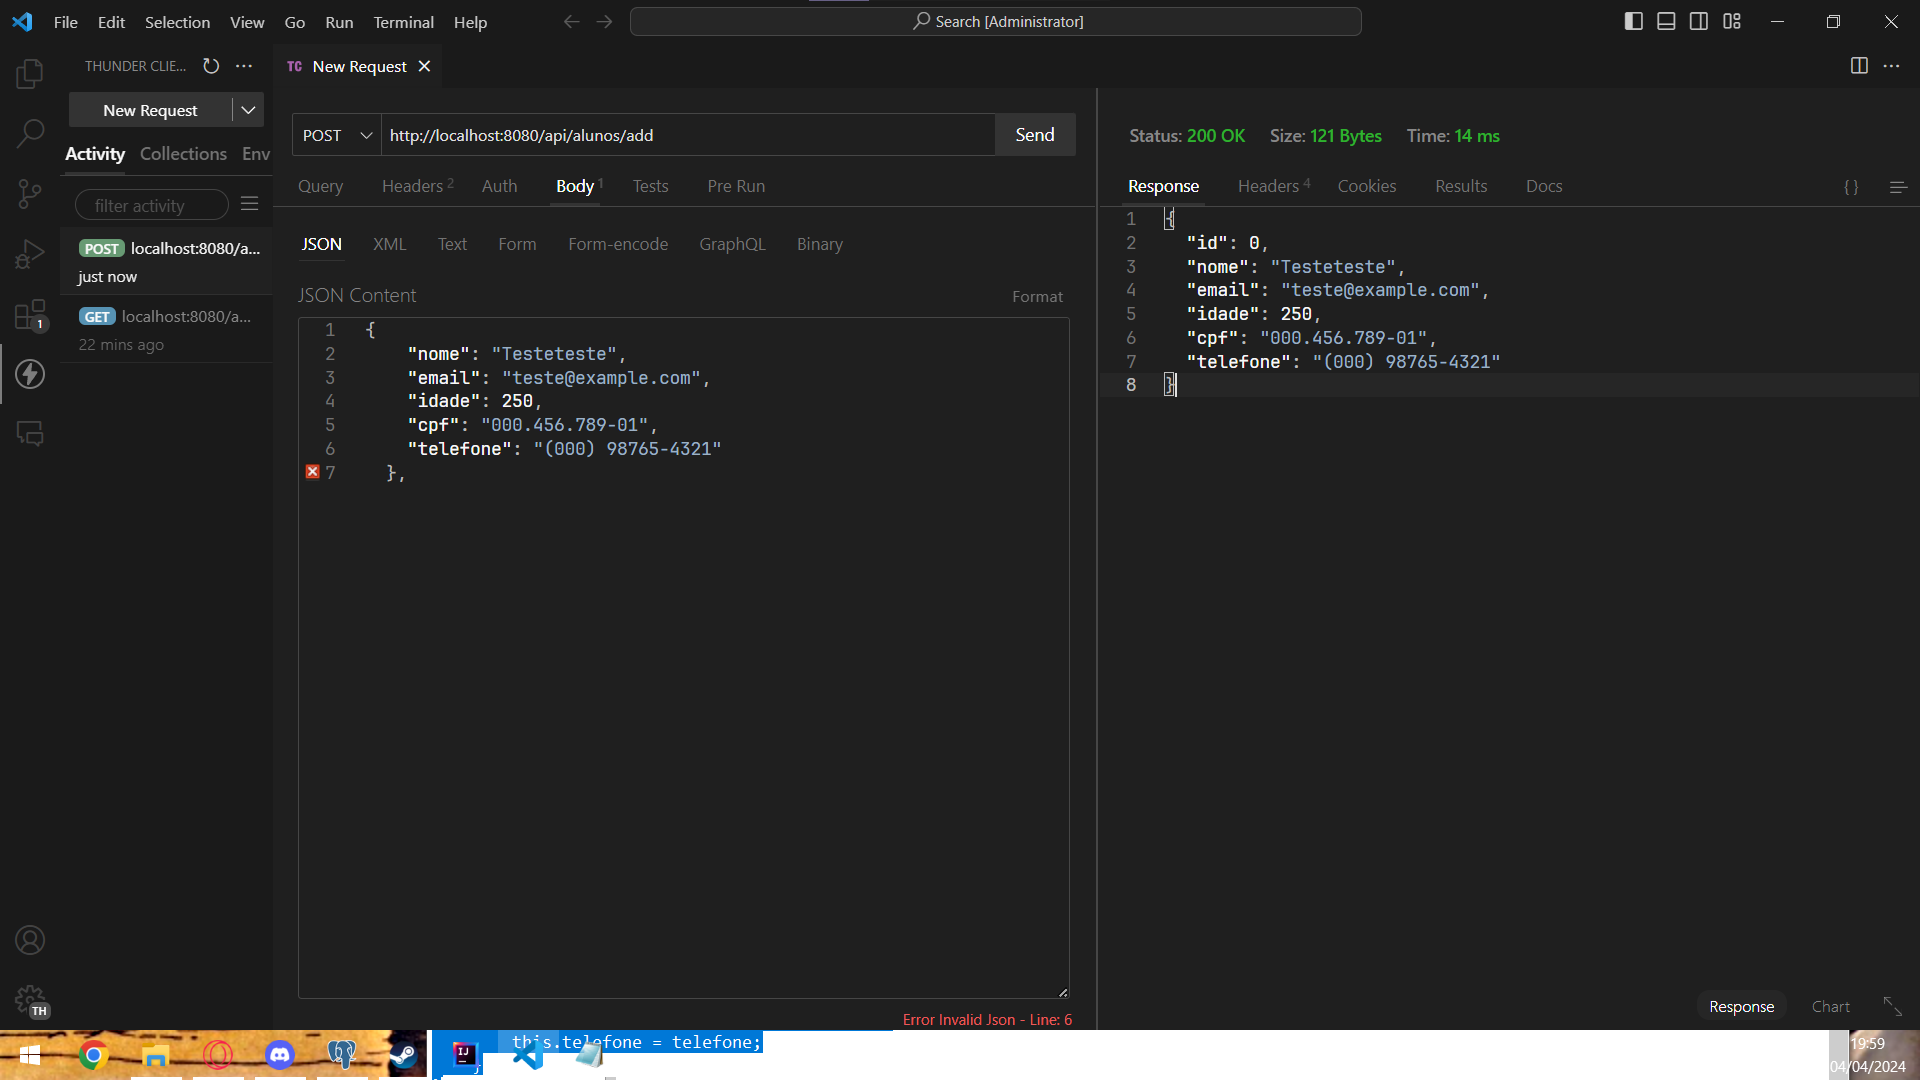 File Edit Selection View Go Run Terminal Help
Search [Administrator]
THUNDER CLIE...
TC New Request
New Request
POST http://localhost:8080/api/alunos/add Send
Status: 200 OK Size: 121 Bytes Time: 14 ms
Activity Collections Env
Query Headers 2 Auth Body 1 Tests Pre Run
Response Headers 4 Cookies Results Docs { }
filter activity
POST localhost:8080/a...
just now
GET localhost:8080/a...
22 mins ago
1
JSON XML Text Form Form-encode GraphQL Binary
JSON Content Format
1 {
2 "nome": "Testeteste",
3 "email": "teste@example.com",
4 "idade": 250,
5 "cpf": "000.456.789-01",
6 "telefone": "(000) 98765-4321"
7 },
Error Invalid Json - Line: 6
1 {
2 "id": 0,
3 "nome": "Testeteste",
4 "email": "teste@example.com",
5 "idade": 250,
6 "cpf": "000.456.789-01",
7 "telefone": "(000) 98765-4321"
8 }
Response Chart
TH
this.telefone = telefone;
}
IJ
19:59
04/04/2024